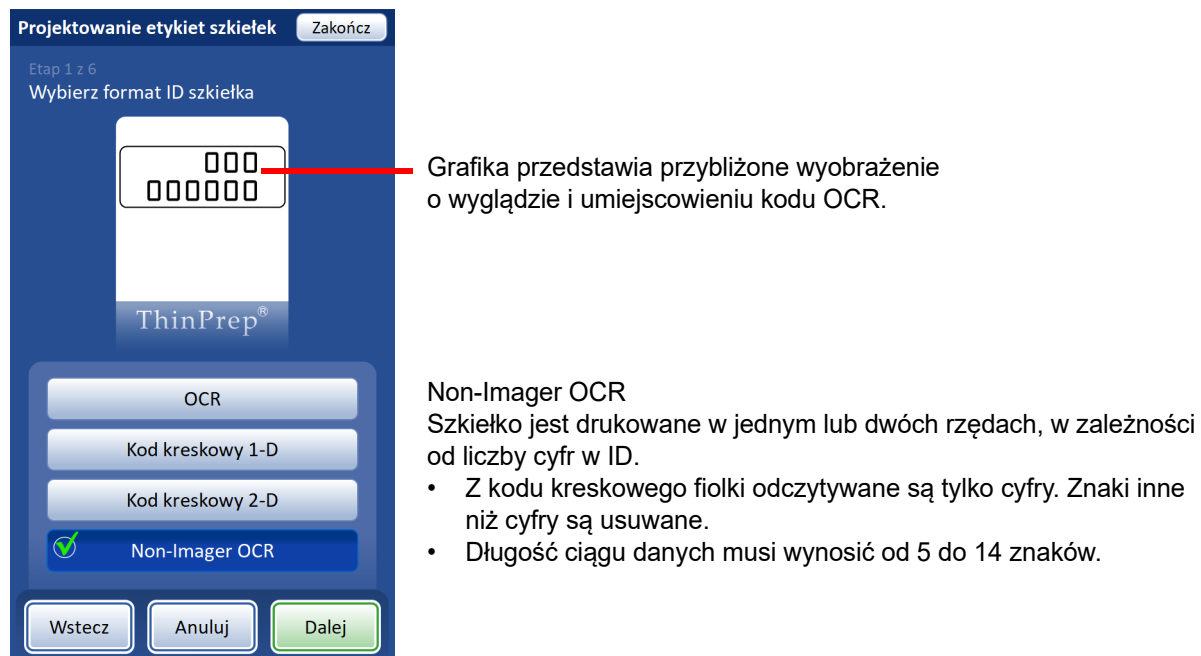 Projektowanie etykiet szkiełek
Zakończ
Etap 1 z 6
Wybierz format ID szkiełka
000
000000
ThinPrep®
OCR
Kod kreskowy 1-D
Kod kreskowy 2-D
Non-Imager OCR
Wstecz
Anuluj
Dalej
Grafika przedstawia przybliżone wyobrażenie
o wyglądzie i umiejscowieniu kodu OCR.
Non-Imager OCR
Szkiełko jest drukowane w jednym lub dwóch rzędach, w zależności
od liczby cyfr w ID.
• Z kodu kreskowego fiolki odczytywane są tylko cyfry. Znaki inne
niż cyfry są usuwane.
• Długość ciągu danych musi wynosić od 5 do 14 znaków.